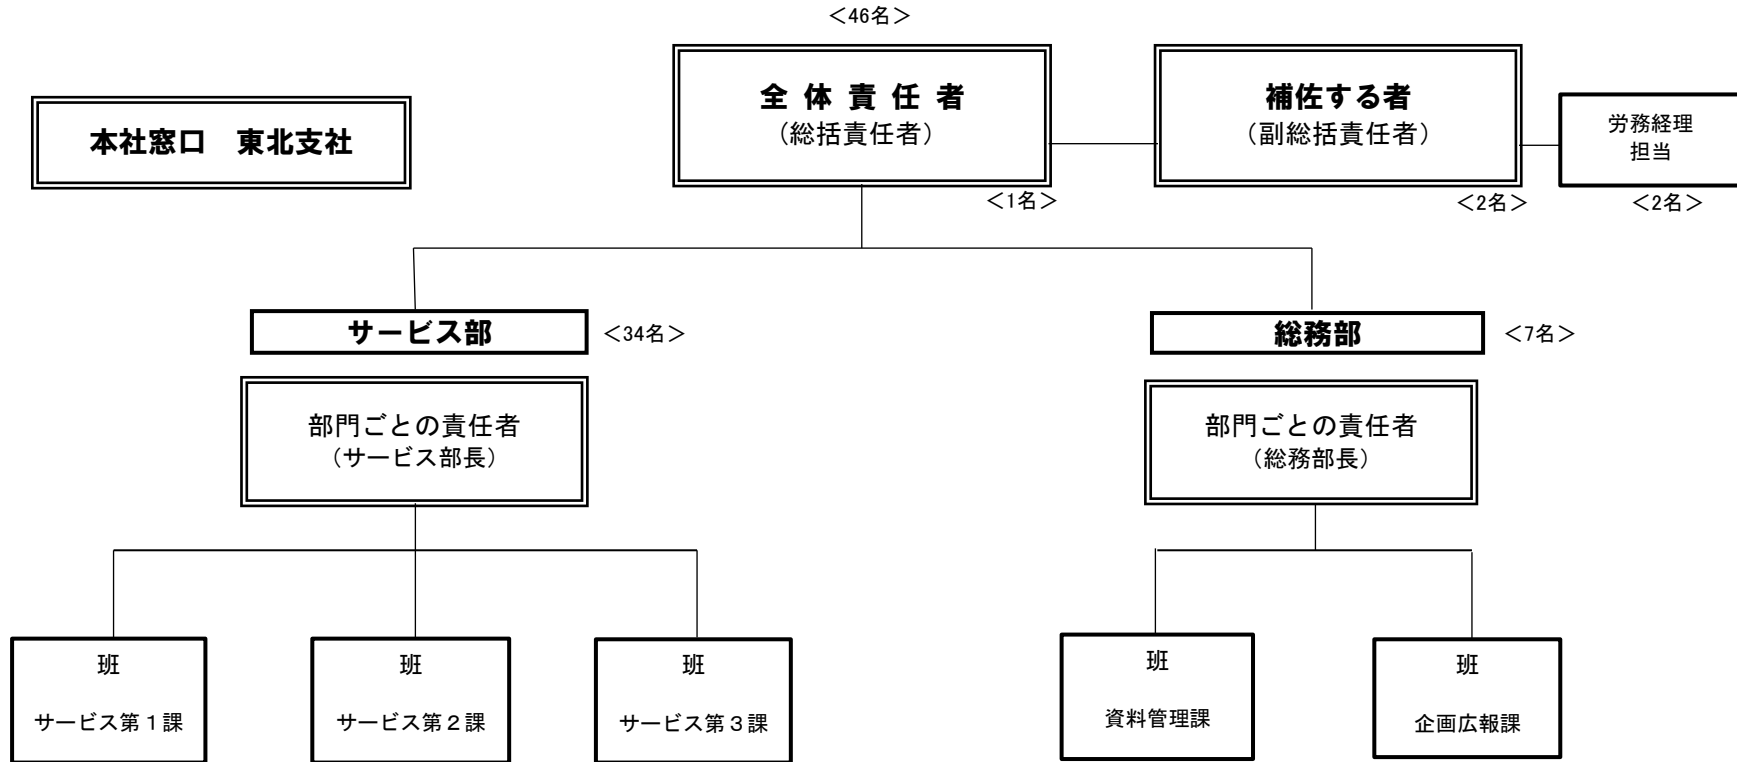 ＜46名＞
全 体 責 任 者
（総括責任者）
＜1名＞
補佐する者
（副総括責任者）
＜2名＞
労務経理
担当
＜2名＞
本社窓口　東北支社
サービス部
＜34名＞
総務部
＜7名＞
部門ごとの責任者
（サービス部長）
部門ごとの責任者
（総務部長）
班
サービス第１課
班
サービス第２課
班
サービス第３課
班
資料管理課
班
企画広報課